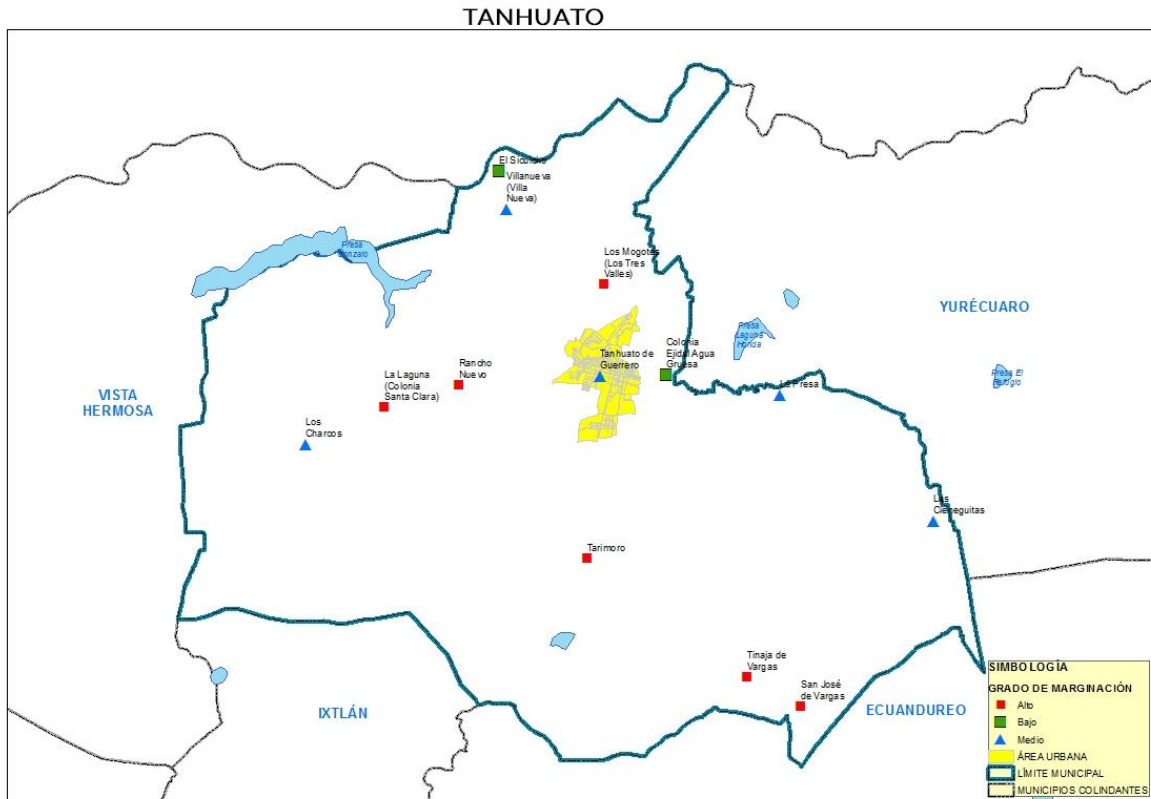 TANHUATO
Villanueva
(Villa
Nueva)
Presa
Gonzalo
Los Mogotes
(Los Tres
Valles)
YURÉCUARO
Presa
Laguna
Honda
Colonia
Ejidal Agua
Gruesa
Tanhuato de
Guerrero
Rancho
Nuevo
La Laguna
(Colonia
Santa Clara)
La Presa
Presa El
Refugio
VISTA
HERMOSA
Los
Charcos
Las
Cieneguitas
Tarimoro
Tinaja de
Vargas
San José
de Vargas
IXTLÁN
ECUANDUREO
SIMBOLOGÍA
GRADO DE MARGINACIÓN
Alto
Bajo
Medio
ÁREA URBANA
LÍMITE MUNICIPAL
MUNICIPIOS COLINDANTES